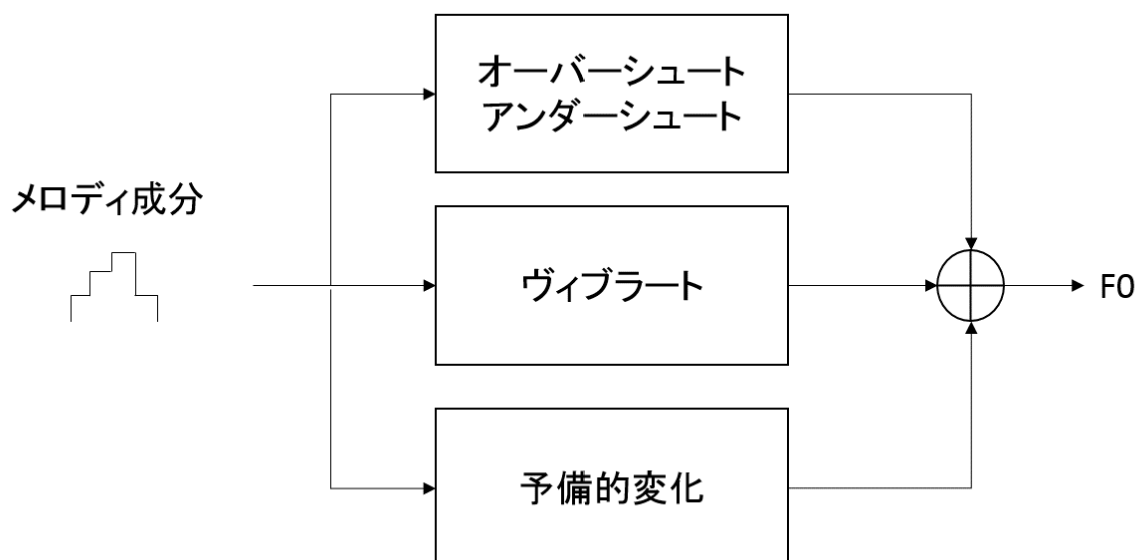 オーバーシュート
アンダーシュート
メロディ成分
ヴィブラート
F0
予備的変化